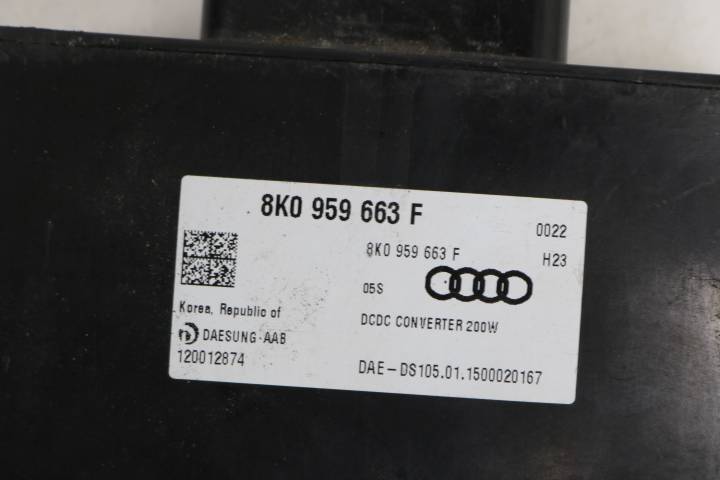 8K0 959 663 F
0022
8K0 959 663 F
H23
05S
Korea, Republic of
DCDC CONVERTER 200W
DAESUNG-AAB
120012874
DAE-DS105.01.1500020167